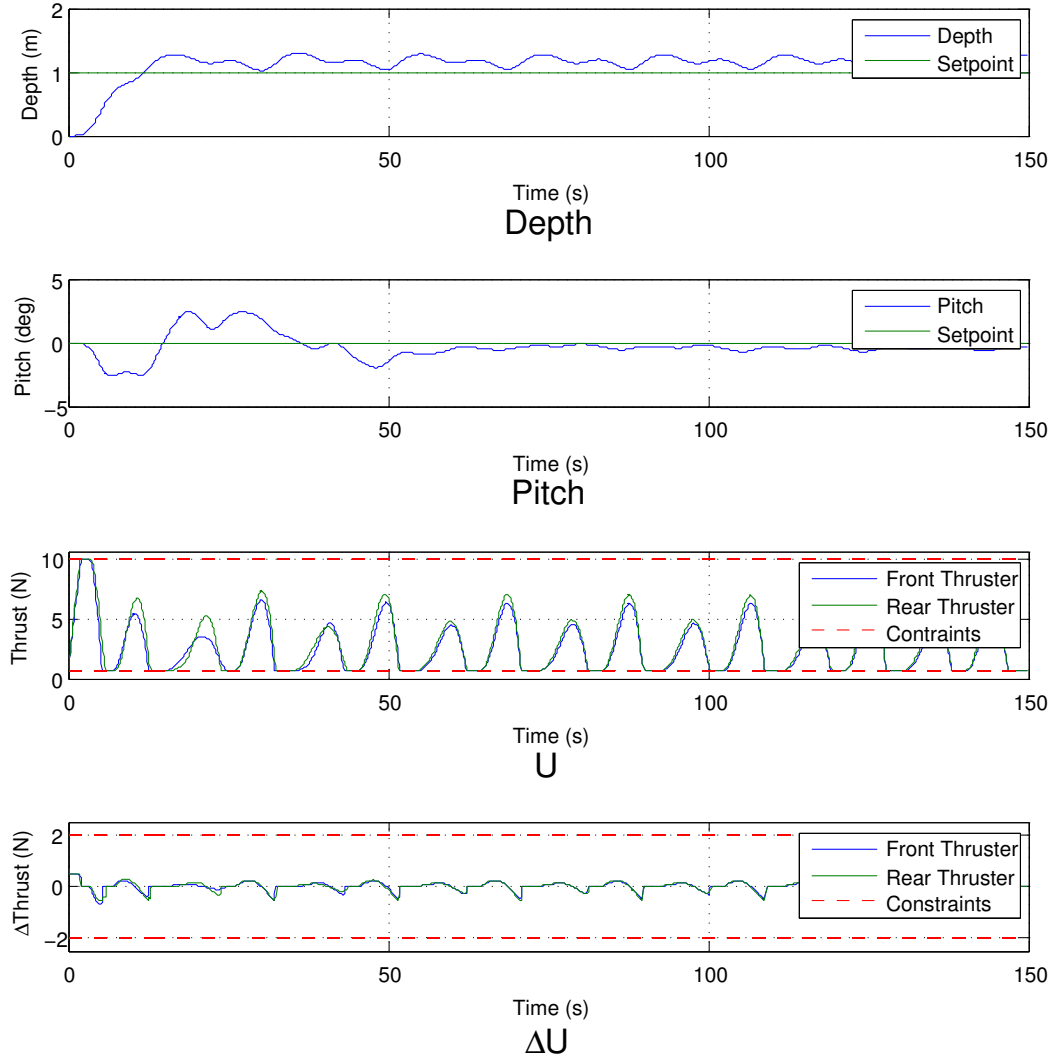 2
1
0
Depth (m)
Depth
Setpoint
0
50
100
150
Time (s)
Depth
5
0
−5
Pitch (deg)
Pitch
Setpoint
0
50
100
150
Time (s)
Pitch
10
5
0
Thrust (N)
Front Thruster
Rear Thruster
Contraints
0
50
100
150
Time (s)
U
2
0
−2
ΔThrust (N)
Front Thruster
Rear Thruster
Constraints
0
50
100
150
Time (s)
ΔU